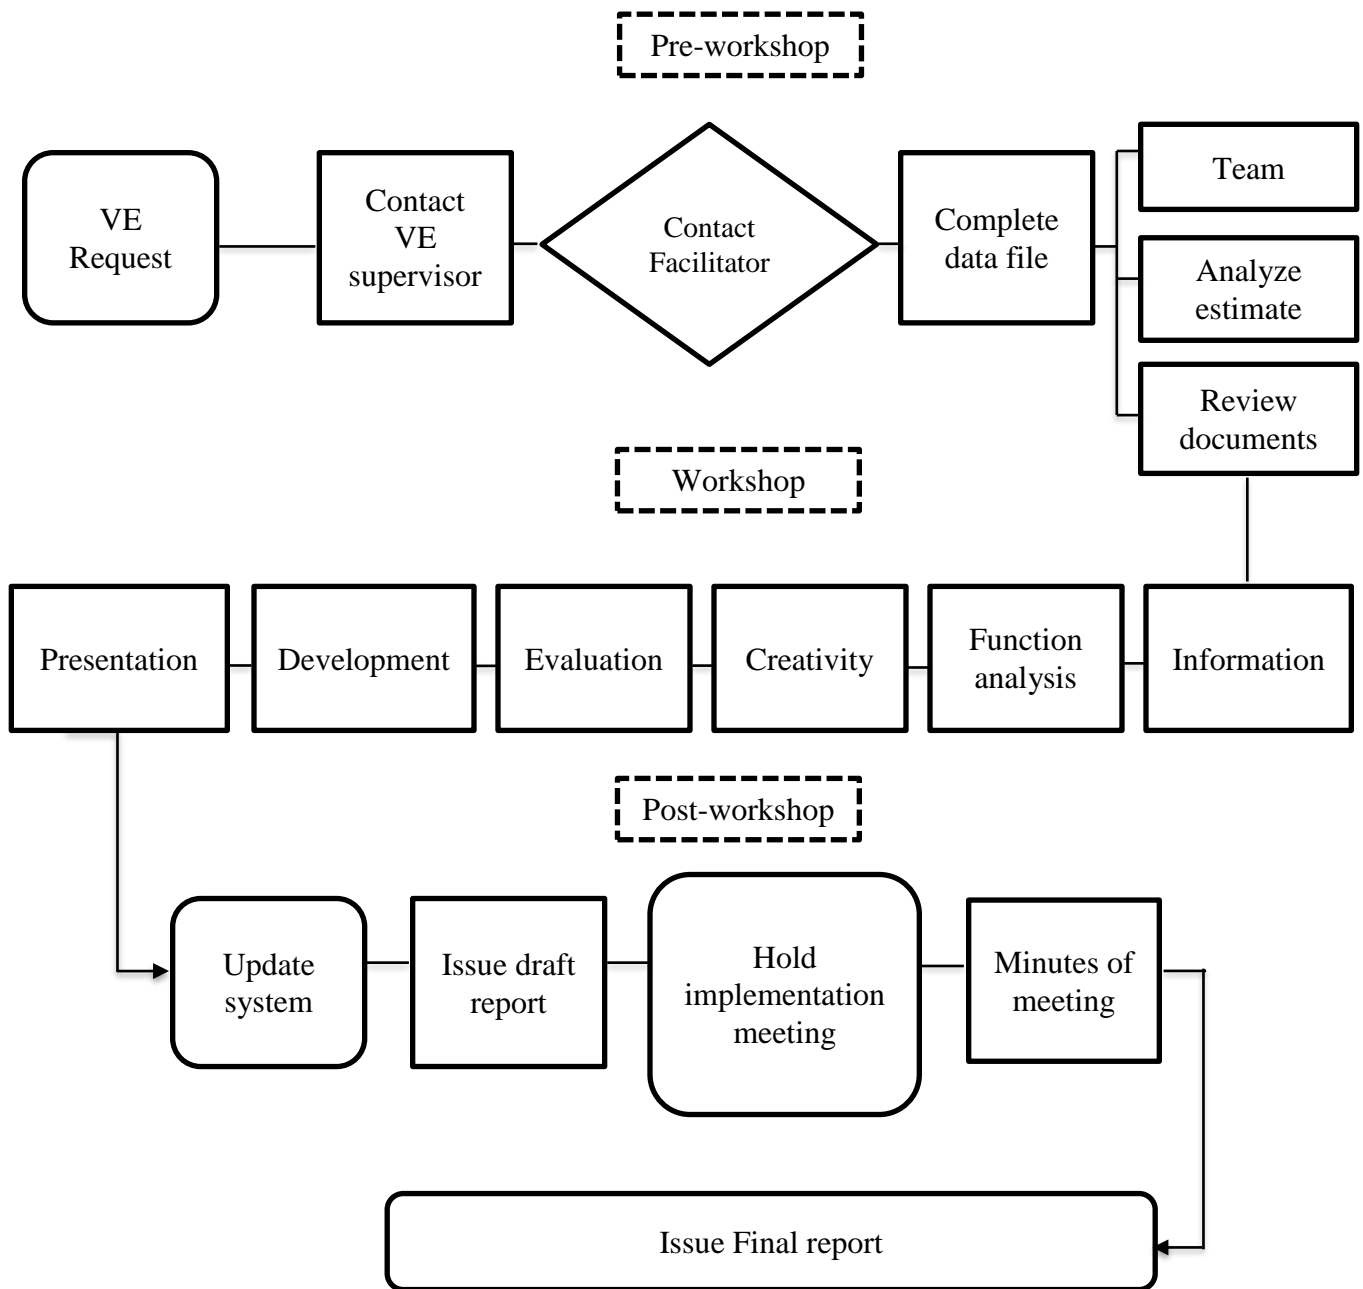 Pre-workshop
VE
Request
Contact
VE
supervisor
Contact
Facilitator
Complete
data file
Team
Analyze
estimate
Review
documents
Workshop
Presentation
Development
Evaluation
Creativity
Function
analysis
Information
Post-workshop
Update
system
Issue draft
report
Hold
implementation
meeting
Minutes of
meeting
Issue Final report